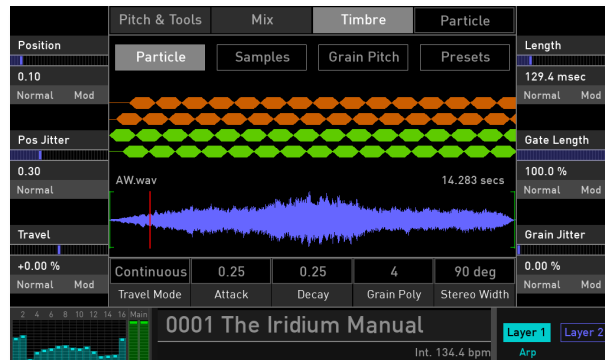 Pitch & Tools Mix Timbre Particle
Particle Samples Grain Pitch Presets
Position
0.10
Normal Mod
Pos Jitter
0.30
Normal
Travel
+0.00 %
Normal Mod
AW.wav 14.283 secs
Continuous 0.25 0.25 4 90 deg
Travel Mode Attack Decay Grain Poly Stereo Width
Length
129.4 msec
Normal Mod
Gate Length
100.0 %
Normal Mod
Grain Jitter
0.00 %
Normal Mod
2 4 6 8 10 12 14 16 Main
0001 The Iridium Manual
Int. 134.4 bpm
Layer 1 Layer 2
Arp